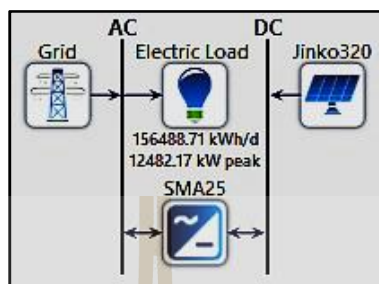 AC DC
Grid Electric Load Jinko320
156488.71 kWh/d
12482.17 kW peak
SMA25